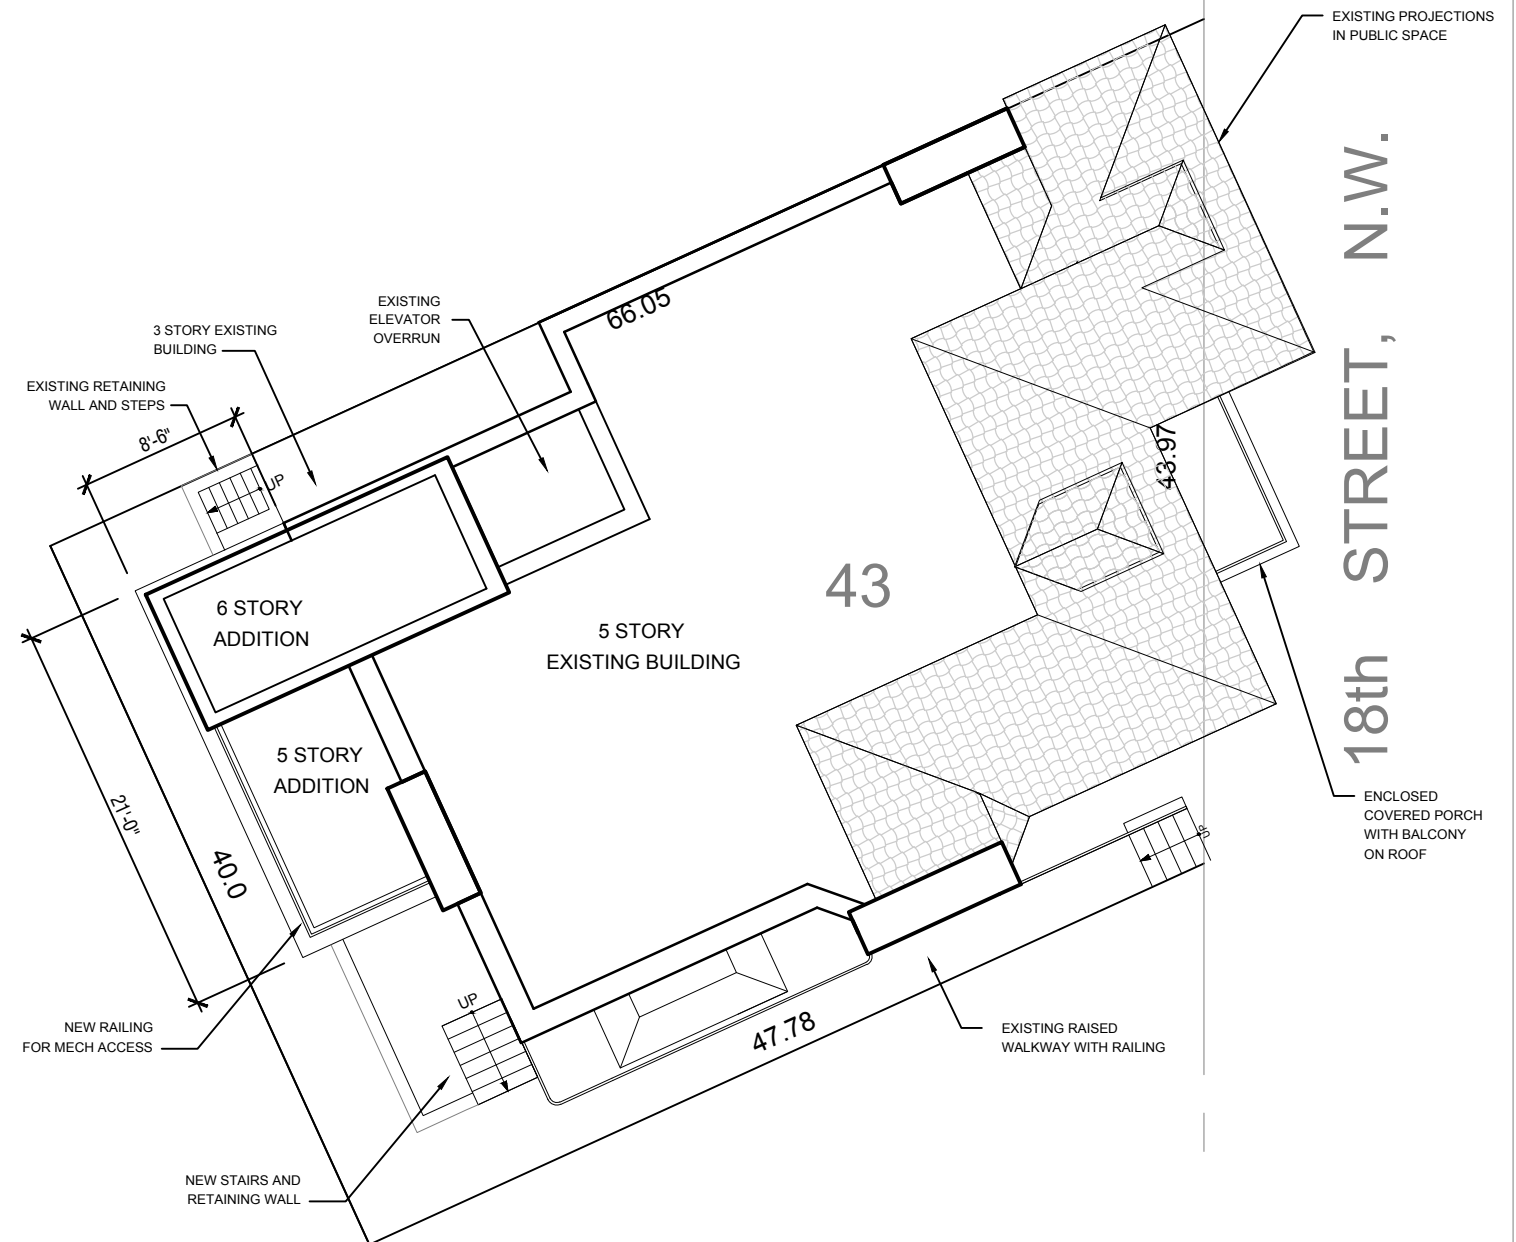 EXISTING PROJECTIONS
IN PUBLIC SPACE
18th STREET, N.W.
66.05
EXISTING
ELEVATOR
OVERRUN
3 STORY EXISTING
BUILDING
EXISTING RETAINING
WALL AND STEPS
8'-6"
UP
43.97
43
6 STORY
ADDITION
5 STORY
EXISTING BUILDING
5 STORY
ADDITION
21'-0"
40.0
ENCLOSED
COVERED PORCH
WITH BALCONY
ON ROOF
UP
UP
47.78
NEW RAILING
FOR MECH ACCESS
EXISTING RAISED
WALKWAY WITH RAILING
NEW STAIRS AND
RETAINING WALL